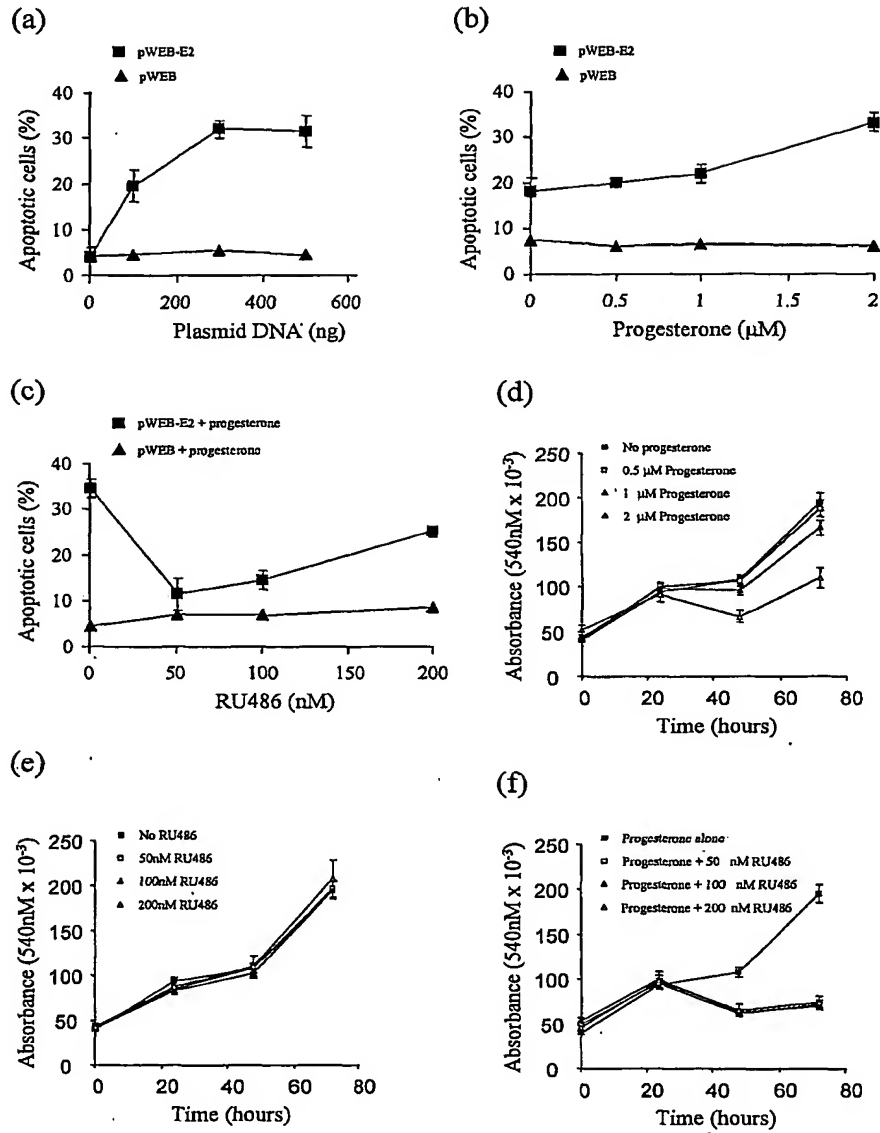 (a)
pWEB-E2
pWEB
Apoptotic cells (%)
40
30
20
10
0
0 200 400 600
Plasmid DNA (ng)
(b)
pWEB-E2
pWEB
Apoptotic cells (%)
40
30
20
10
0
0 0.5 1 1.5 2
Progesterone (µM)
(c)
pWEB-E2 + progesterone
pWEB + progesterone
Apoptotic cells (%)
40
30
20
10
0
0 50 100 150 200
RU486 (nM)
(d)
No progesterone
0.5 µM Progesterone
1 µM Progesterone
2 µM Progesterone
Absorbance (540nM x 10-3)
250
200
150
100
50
0
0 20 40 60 80
Time (hours)
(e)
No RU486
50nM RU486
100nM RU486
200nM RU486
Absorbance (540nM x 10-3)
250
200
150
100
50
0
0 20 40 60 80
Time (hours)
(f)
Progesterone alone
Progesterone + 50 nM RU486
Progesterone + 100 nM RU486
Progesterone + 200 nM RU486
Absorbance (540nM x 10-3)
250
200
150
100
50
0
0 20 40 60 80
Time (hours)